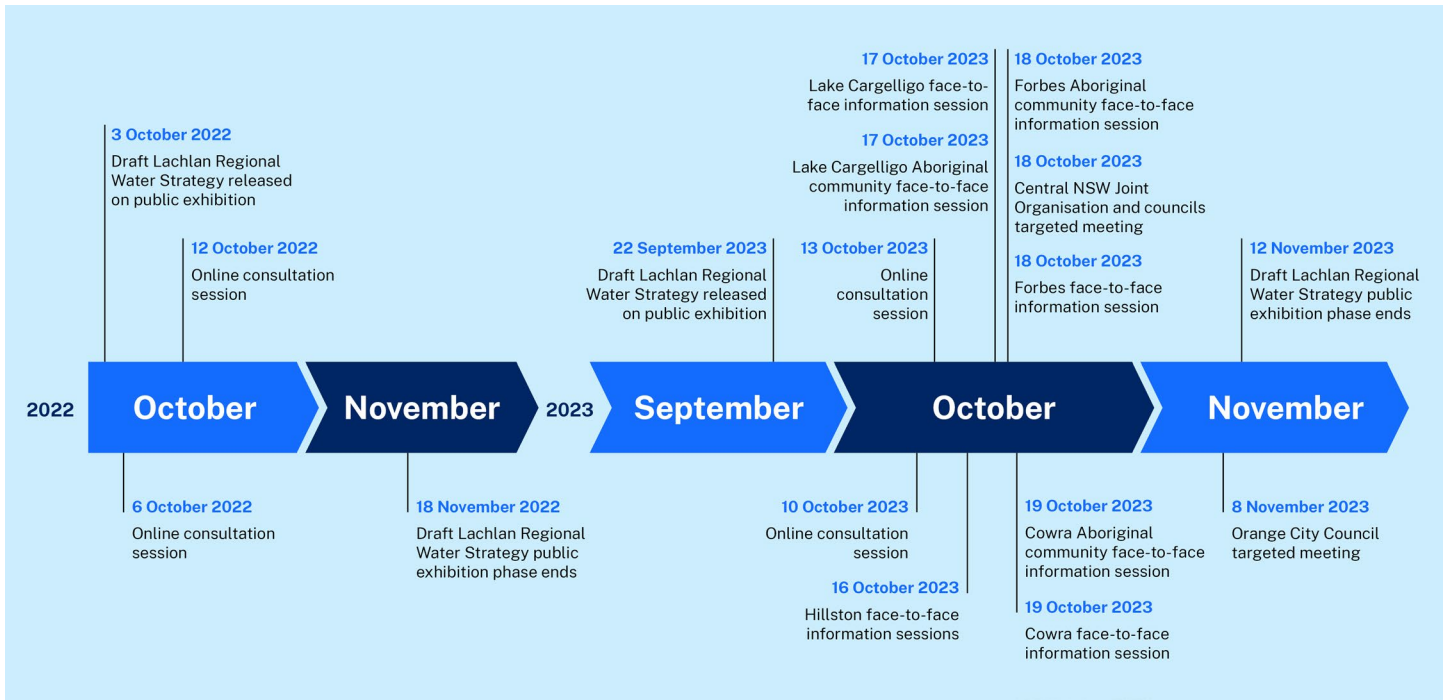 3 October 2022
Draft Lachlan Regional
Water Strategy released
on public exhibition
12 October 2022
Online consultation
session
22 September 2023
Draft Lachlan Regional
Water Strategy released
on public exhibition
13 October 2023
Online
consultation
session
17 October 2023
Lake Cargelligo face-to-
face information session
17 October 2023
Lake Cargelligo Aboriginal
community face-to-face
information session
18 October 2023
Forbes Aboriginal
community face-to-face
information session
18 October 2023
Central NSW Joint
Organisation and councils
targeted meeting
18 October 2023
Forbes face-to-face
information session
12 November 2023
Draft Lachlan Regional
Water Strategy public
exhibition phase ends
2022
October
November
2023
September
October
November
6 October 2022
Online consultation
session
18 November 2022
Draft Lachlan Regional
Water Strategy public
exhibition phase ends
10 October 2023
Online consultation
session
16 October 2023
Hillston face-to-face
information sessions
19 October 2023
Cowra Aboriginal
community face-to-face
information session
19 October 2023
Cowra face-to-face
information session
8 November 2023
Orange City Council
targeted meeting